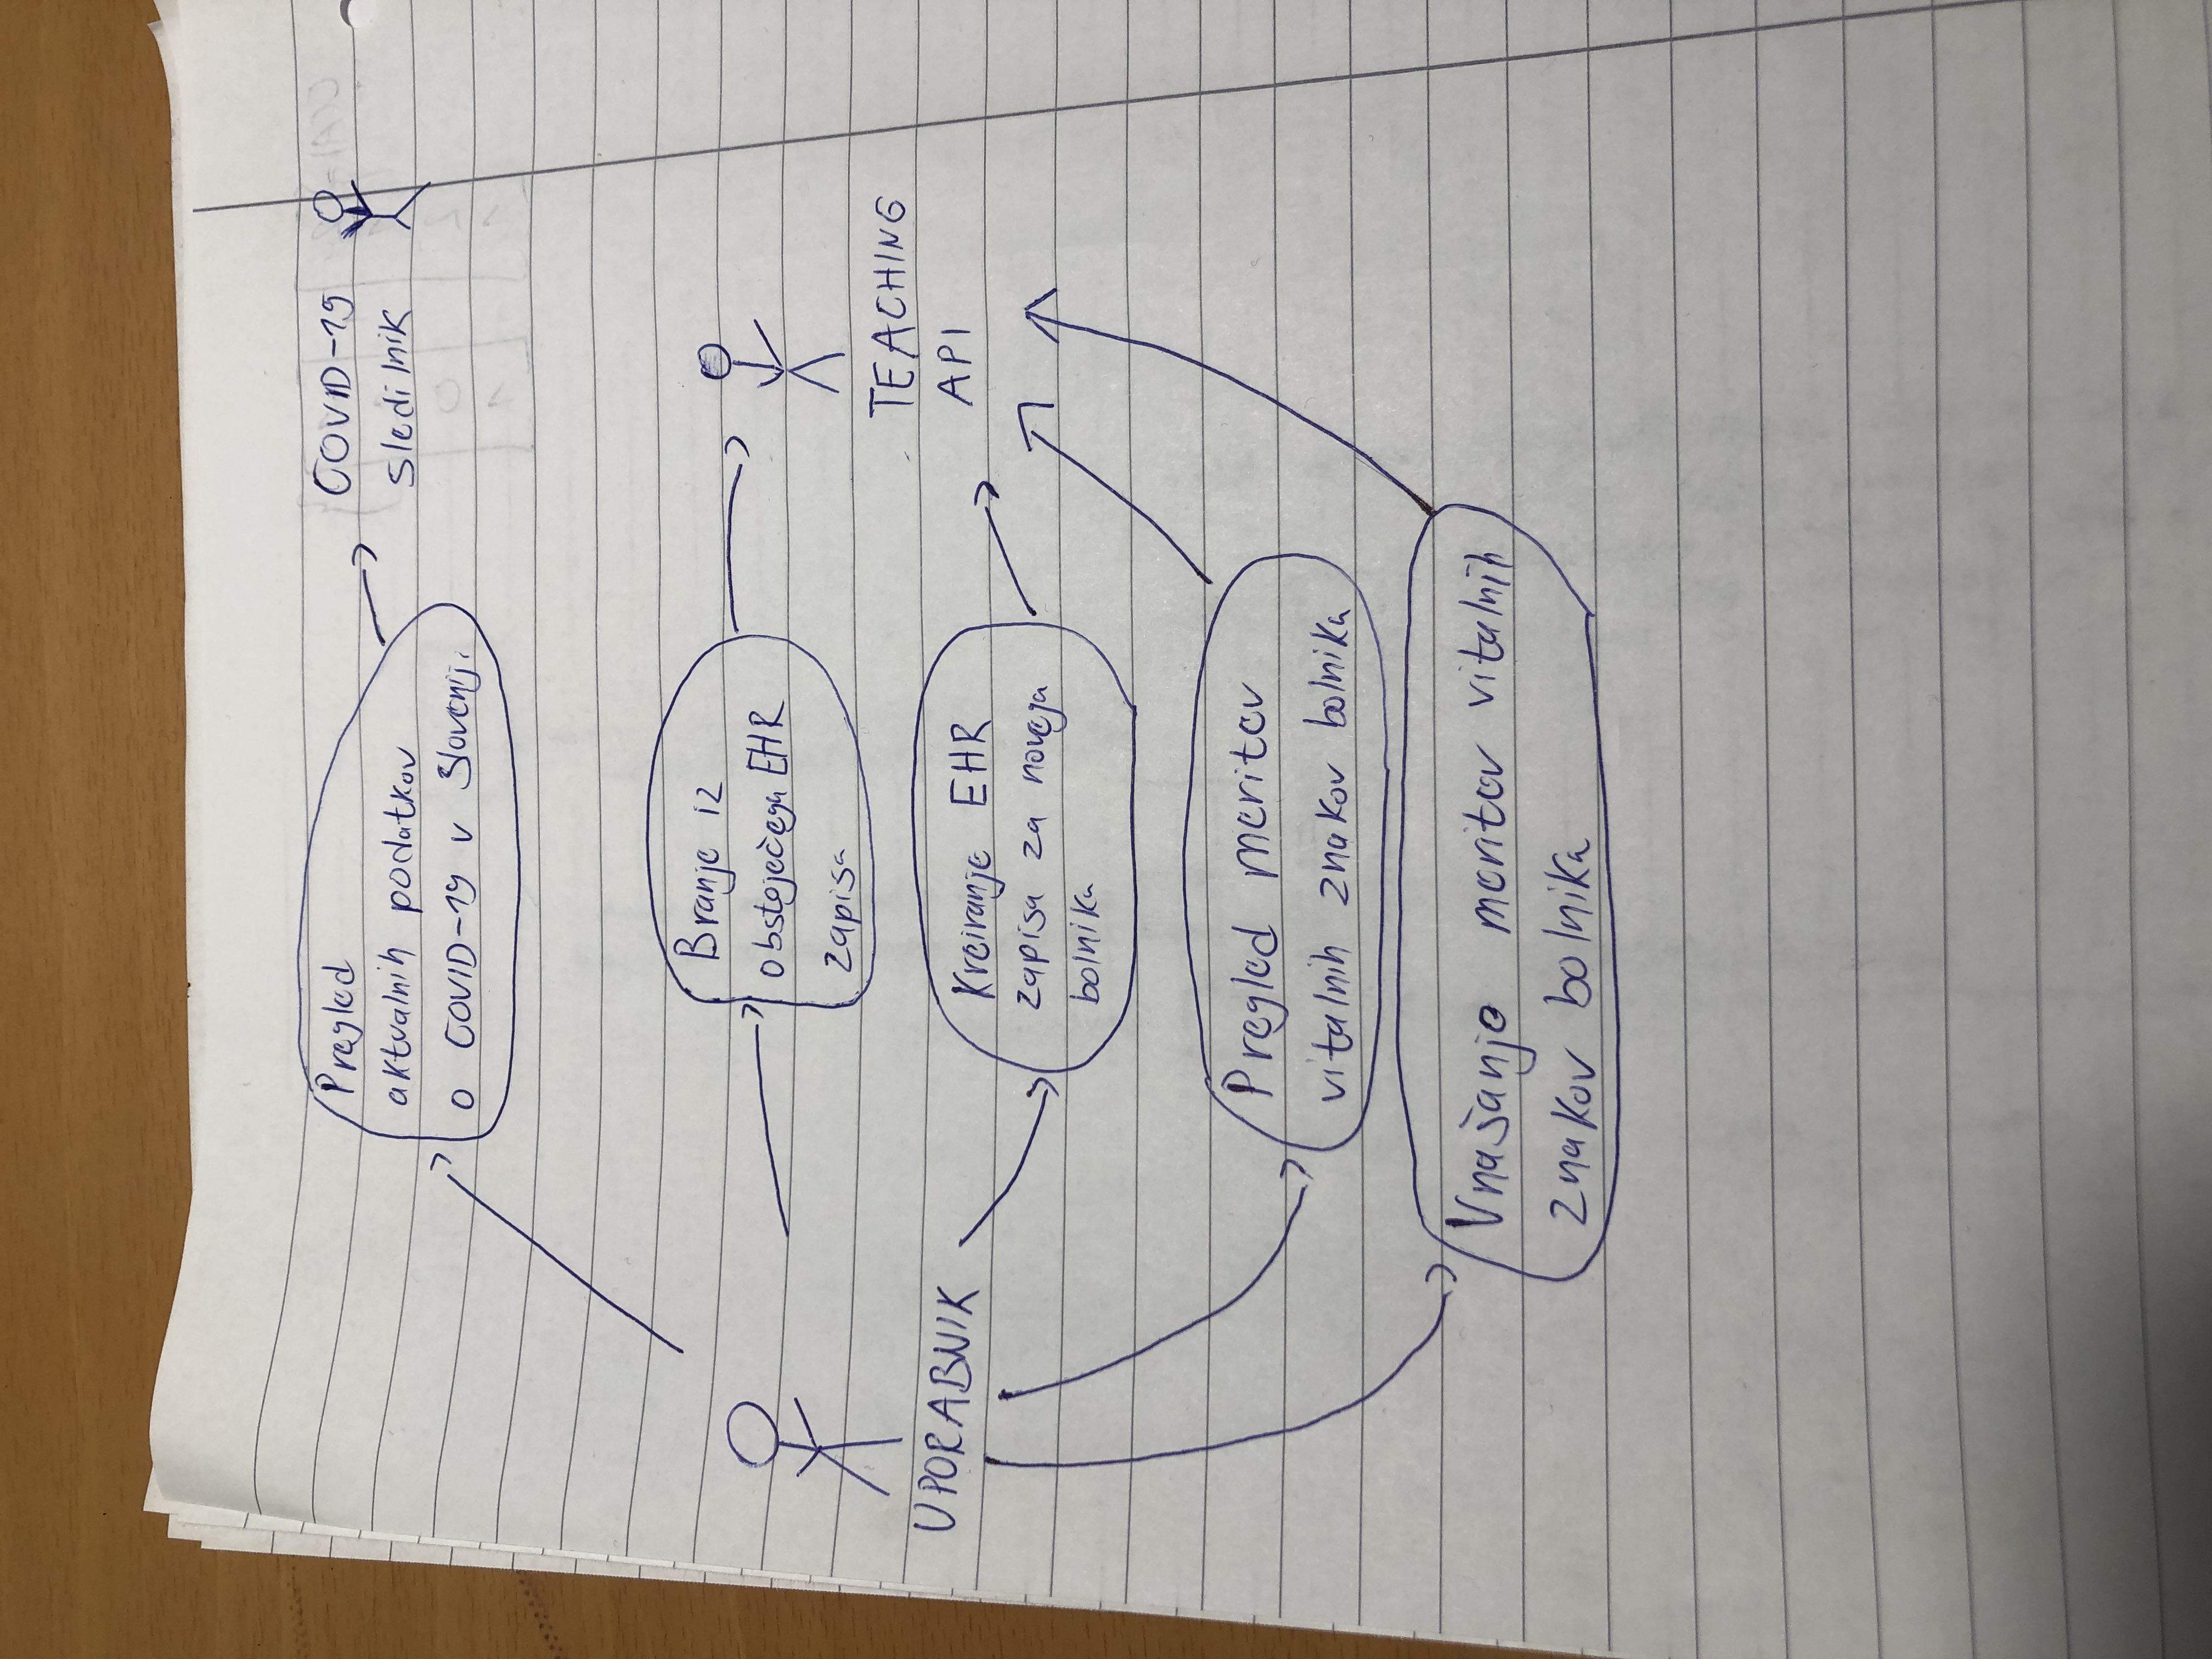 Pregled
aktualnih podatkov
o COVID-19 v Sloveniji
COVID-19
sledilnik
Branje iz
obstoječega EHR
zapisa
TEACHING
API
UPORABNIK
Kreiranje EHR
zapisa za novega
bolnika
Pregled meritev
vitalnih znakov bolnika
Vnašanje meritev vitalnih
znakov bolnika